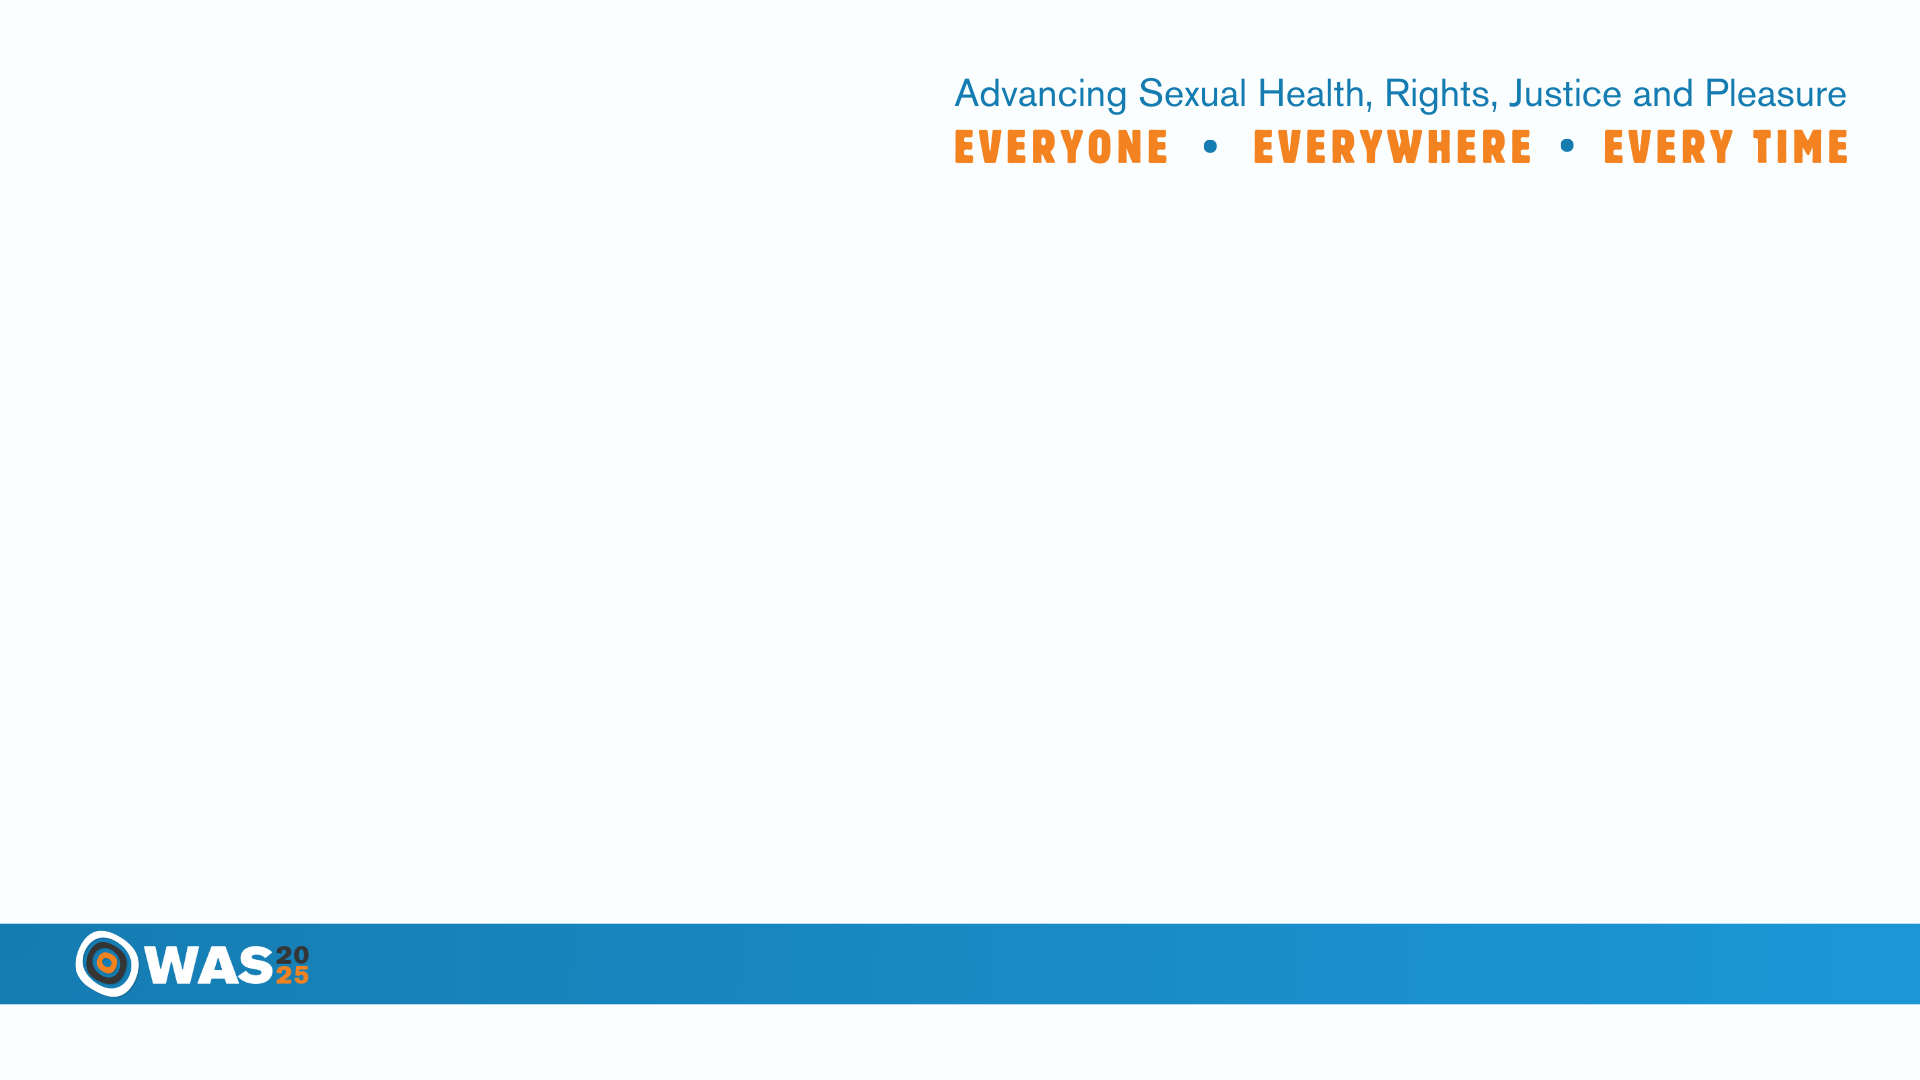 Advancing Sexual Health, Rights, Justice and Pleasure
EVERYONE • EVERYWHERE • EVERY TIME
WAS 20
25